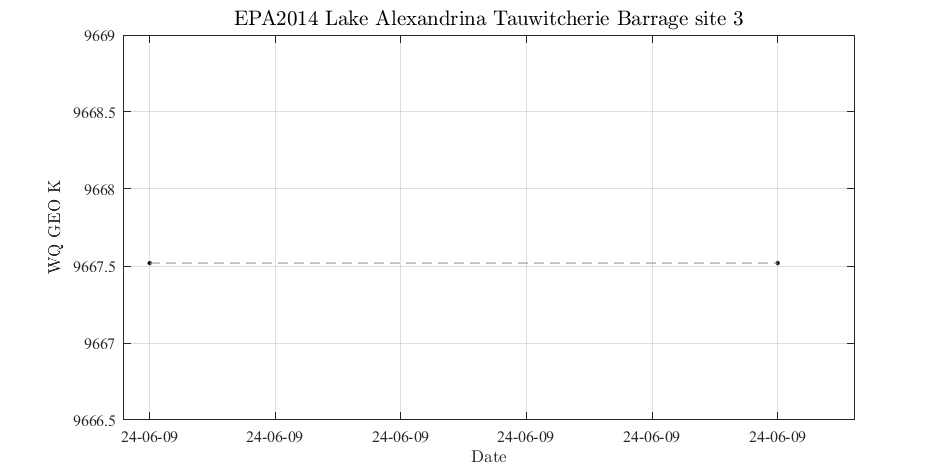 EPA2014 Lake Alexandrina Tauwitcherie Barrage site 3
9669
9668.5
9668
9667.5
9667
9666.5
WQ GEO K
24-06-09 24-06-09 24-06-09 24-06-09 24-06-09 24-06-09
Date